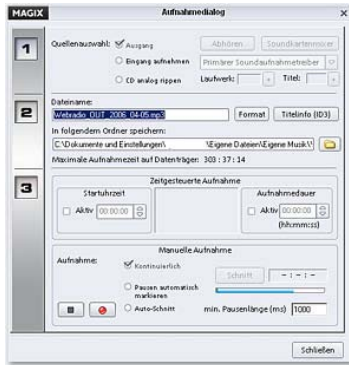 MAGIX Aufnahmedialog
1
Quellenauswahl: Ausgang Abhören Soundkartenmixer
Eingang aufnehmen Primärer Soundaufnahmetreiber
CD analog rippen Laufwerk: Titel:
2
Dateiname:
Webradio_OUT_2006_04-05.mp3 Format Titelinfo (ID3)
In folgendem Ordner speichern:
C:\Dokumente und Einstellungen\ \Eigene Dateien\Eigene Musik\
Maximale Aufnahmezeit auf Datenträger: 303 : 37 : 14
3
Zeitgesteuerte Aufnahme
Startuhrzeit Aufnahmedauer
Aktiv 00:00:00 Aktiv 00:00:00
(hh:mm:ss)
Manuelle Aufnahme
Aufnahme: Kontinuierlich
Schnitt - : - : -
Pausen automatisch
markieren
Auto-Schnitt min. Pausenlänge (ms) 1000
Schließen